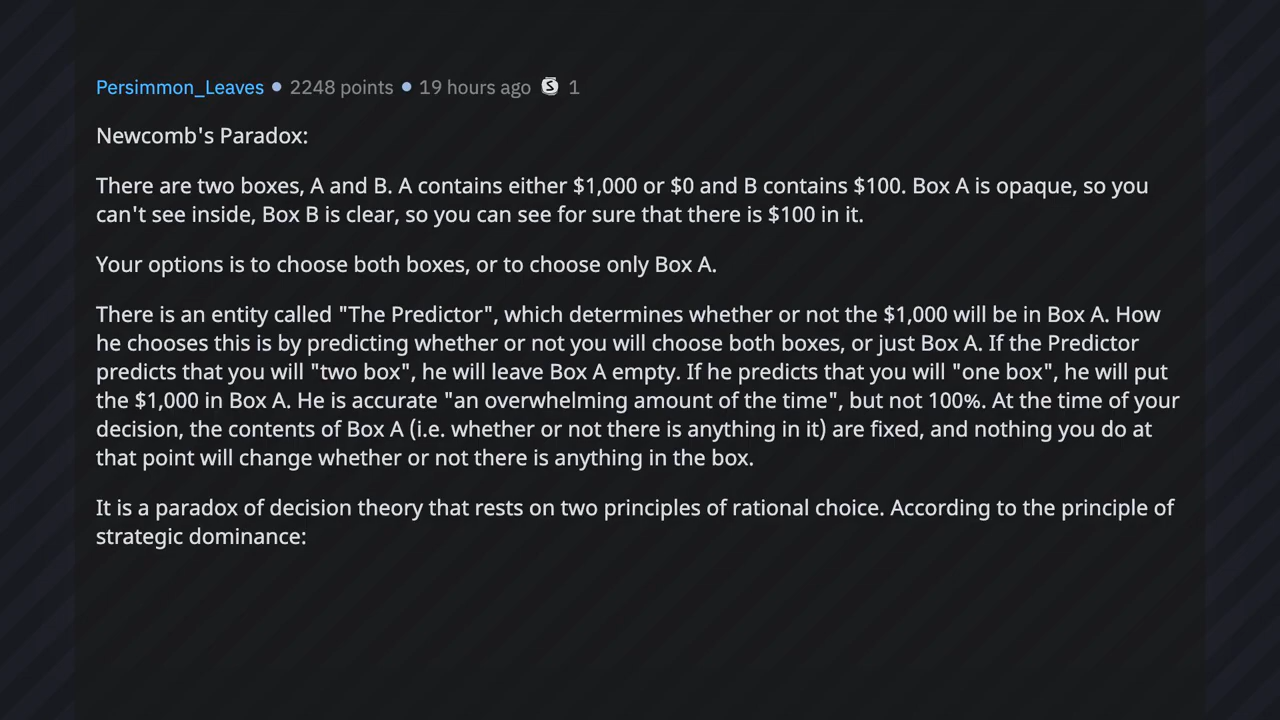 Persimmon_Leaves • 2248 points • 19 hours ago S 1
Newcomb's Paradox:
There are two boxes, A and B. A contains either $1,000 or $0 and B contains $100. Box A is opaque, so you
can't see inside, Box B is clear, so you can see for sure that there is $100 in it.
Your options is to choose both boxes, or to choose only Box A.
There is an entity called "The Predictor", which determines whether or not the $1,000 will be in Box A. How
he chooses this is by predicting whether or not you will choose both boxes, or just Box A. If the Predictor
predicts that you will "two box", he will leave Box A empty. If he predicts that you will "one box", he will put
the $1,000 in Box A. He is accurate "an overwhelming amount of the time", but not 100%. At the time of your
decision, the contents of Box A (i.e. whether or not there is anything in it) are fixed, and nothing you do at
that point will change whether or not there is anything in the box.
It is a paradox of decision theory that rests on two principles of rational choice. According to the principle of
strategic dominance: